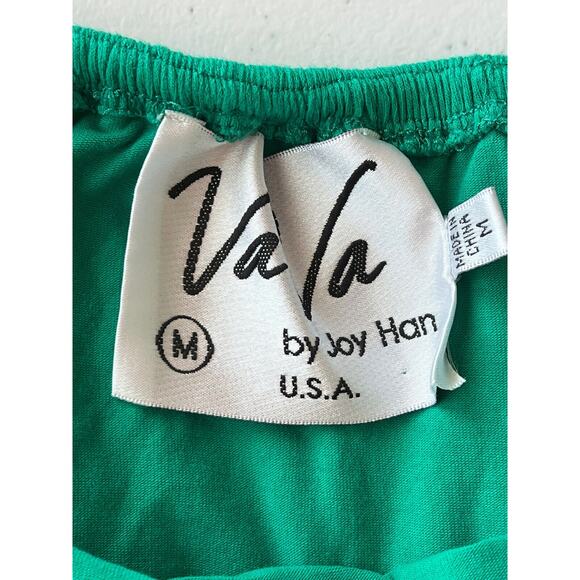 Vava
M
by Joy Han
U.S.A.
MADE IN
CHINA
M